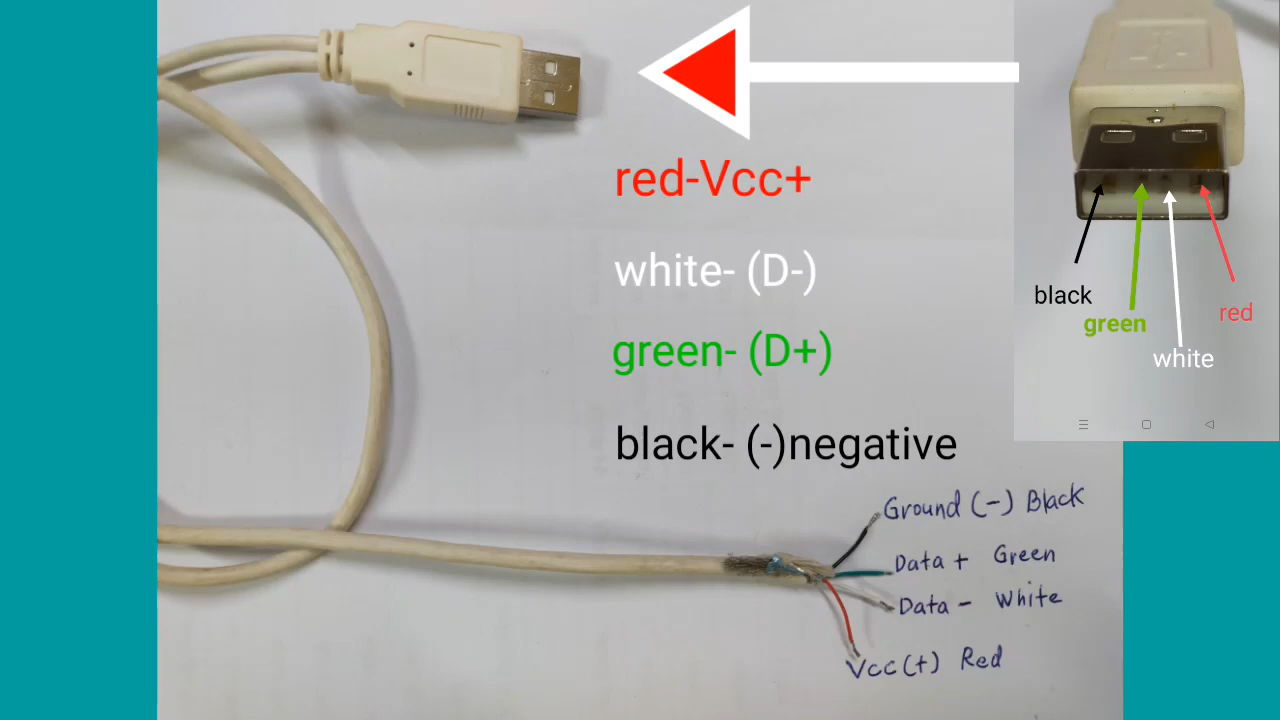 red-Vcc+
white- (D-)
green- (D+)
black- (-)negative
black
green
white
red
Ground (-) Black
Data + Green
Data - White
Vcc(+) Red